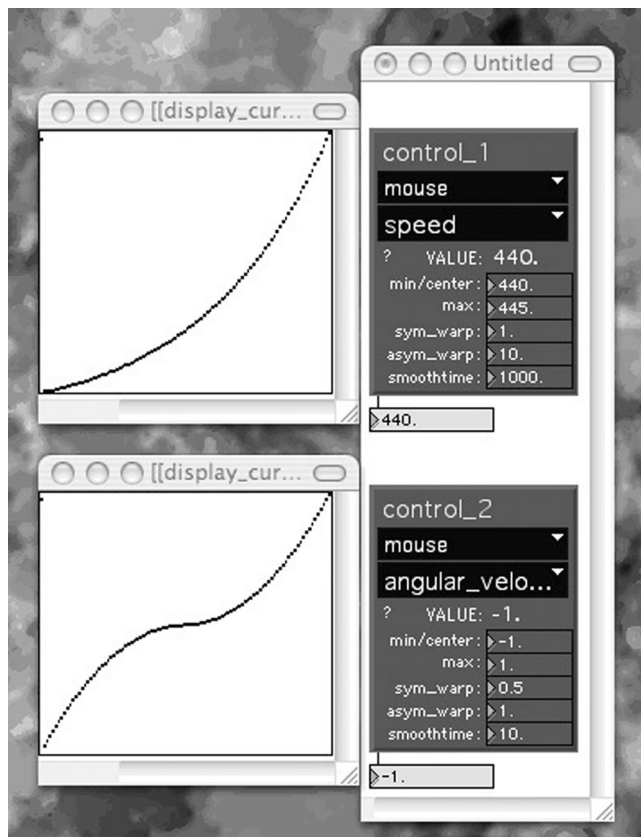 [[display_cur...
Untitled
control_1
mouse
speed
? VALUE: 440.
min/center: 440.
max: 445.
sym_warp: 1.
asym_warp: 10.
smoothtime: 1000.
440.
[[display_cur...
control_2
mouse
angular_velo...
? VALUE: -1.
min/center: -1.
max: 1.
sym_warp: 0.5
asym_warp: 1.
smoothtime: 10.
-1.